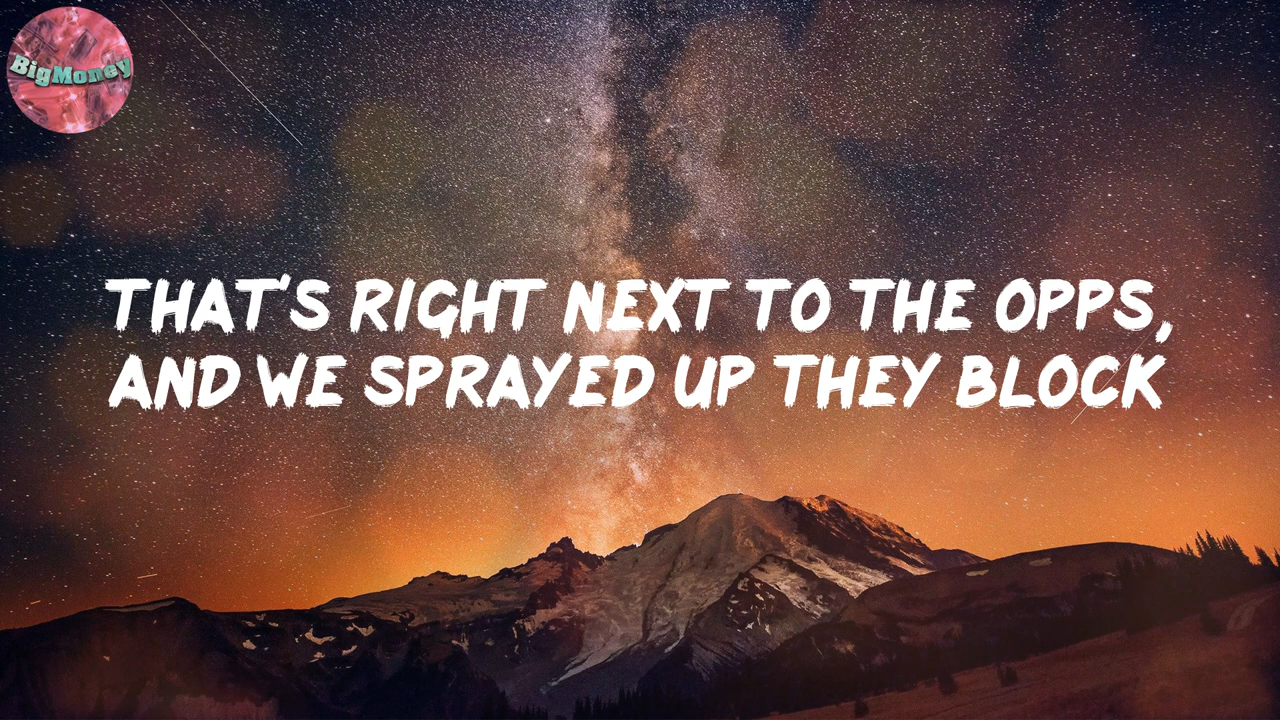 BigMoney
THAT'S RIGHT NEXT TO THE OPPS,
AND WE SPRAYED UP THEY BLOCK